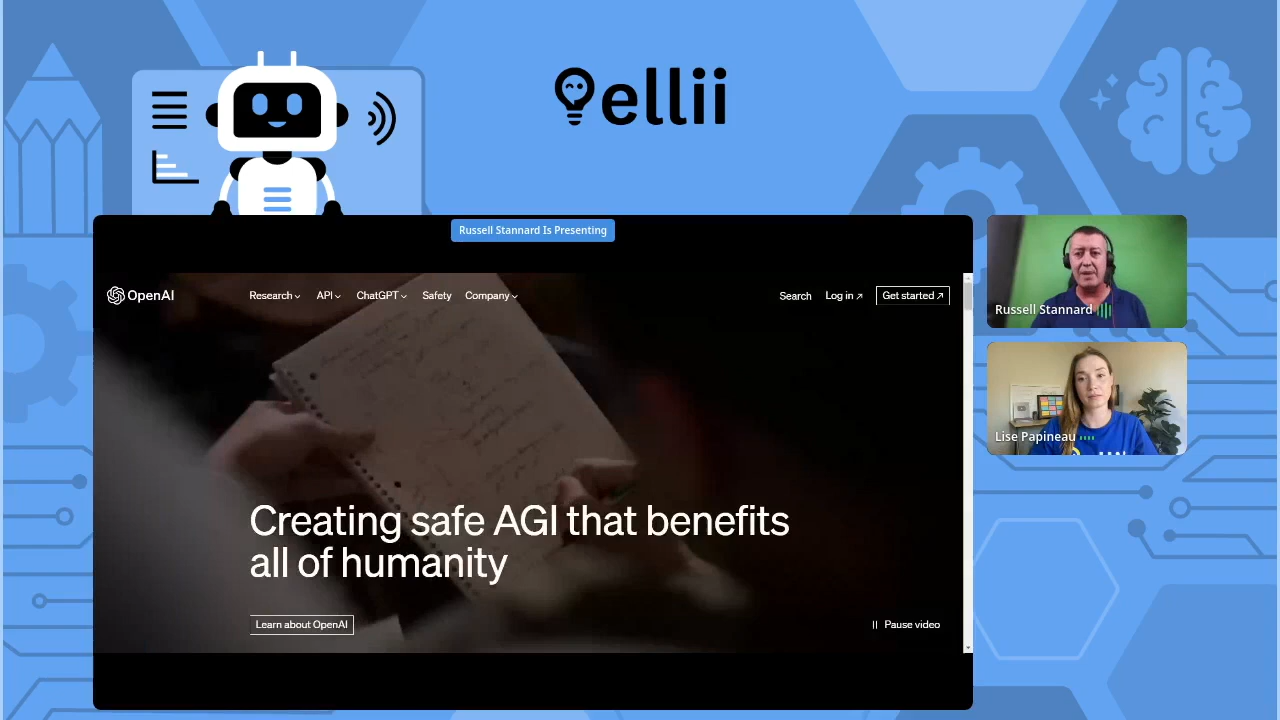 ellii
Russell Stannard Is Presenting
OpenAI
Research
API
ChatGPT
Safety
Company
Search
Log in
Get started
Creating safe AGI that benefits
all of humanity
Learn about OpenAI
Pause video
Russell Stannard
Lise Papineau